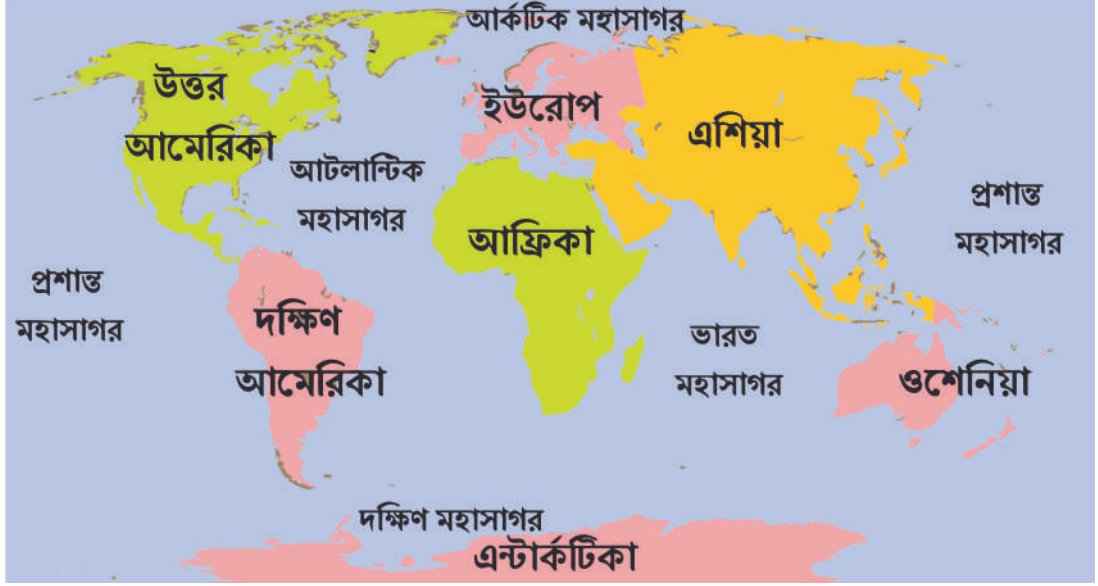 আর্কটিক মহাসাগর
উত্তর
আমেরিকা
ইউরোপ
এশিয়া
আটলান্টিক
মহাসাগর
প্রশান্ত
মহাসাগর
আফ্রিকা
প্রশান্ত
মহাসাগর
দক্ষিণ
আমেরিকা
ভারত
মহাসাগর
ওশেনিয়া
দক্ষিণ মহাসাগর
এন্টার্কটিকা